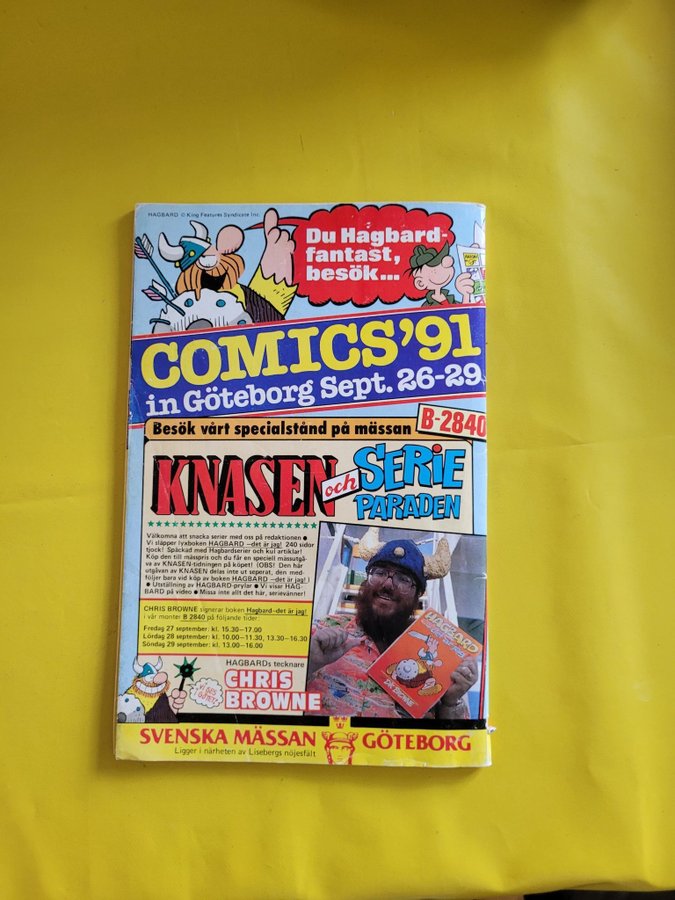 HAGBARD © King Features Syndicate Inc.
Du Hagbard-
fantast,
besök...
COMICS'91
in Göteborg Sept. 26-29
Besök vårt specialstånd på mässan
B-2840
KNASEN
och
SERIE
PARADEN
Välkomna att snacka serier med oss på redaktionen ●
Vi släpper lyxboken HAGBARD —det är jag! 240 sidor
tjock! Späckad med Hagbardserier och kul artiklar!
Köp den till mässpris och du får en speciell mässutgå-
va av KNASEN-tidningen på köpet! (OBS! Den här
utgåvan av KNASEN delas inte ut seperat, den med-
följer bara vid köp av boken HAGBARD —det är jag!)
● Utställning av HAGBARD-prylar ● Vi visar HAG-
BARD på video ● Missa inte allt det här, serievänner!
CHRIS BROWNE signerar boken Hagbard–det är jag!
i vår monter B 2840 på följande tider:
Fredag 27 september: kl. 15.30–17.00
Lördag 28 september: kl. 10.00–11.30, 13.30–16.30
Söndag 29 september: kl. 13.00–16.00
HAGBARD
VI SES
I GÖTET!
HAGBARDs tecknare
CHRIS
BROWNE
SVENSKA MÄSSAN GÖTEBORG
Ligger i närheten av Lisebergs nöjesfält